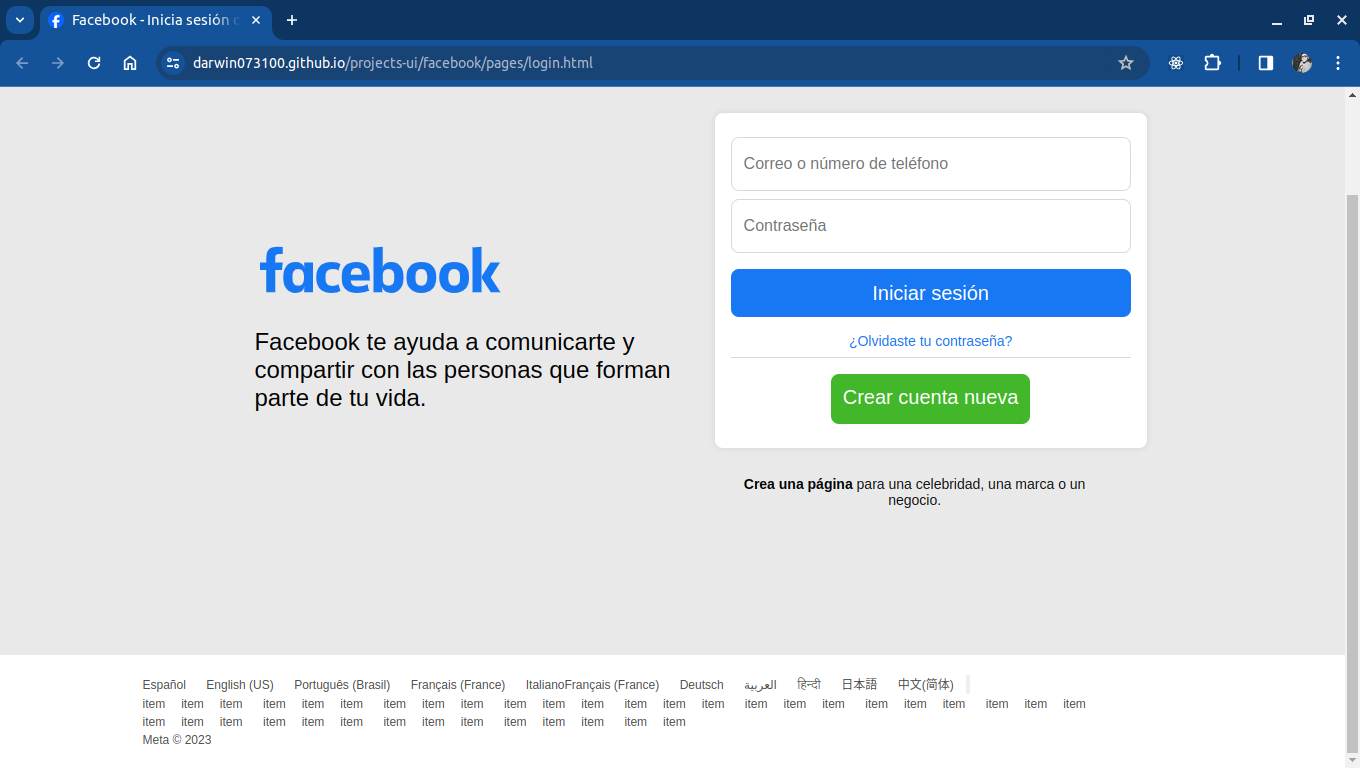 Facebook - Inicia sesión
darwin073100.github.io/projects-ui/facebook/pages/login.html
facebook
Facebook te ayuda a comunicarte y
compartir con las personas que forman
parte de tu vida.
Correo o número de teléfono
Contraseña
Iniciar sesión
¿Olvidaste tu contraseña?
Crear cuenta nueva
Crea una página para una celebridad, una marca o un
negocio.
Español English (US) Português (Brasil) Français (France) ItalianoFrançais (France) Deutsch العربية हिन्दी 日本語 中文(简体)
item item item item item item item item item item item item item item item item item item item item item item item item
item item item item item item item item item item item item item item
Meta © 2023